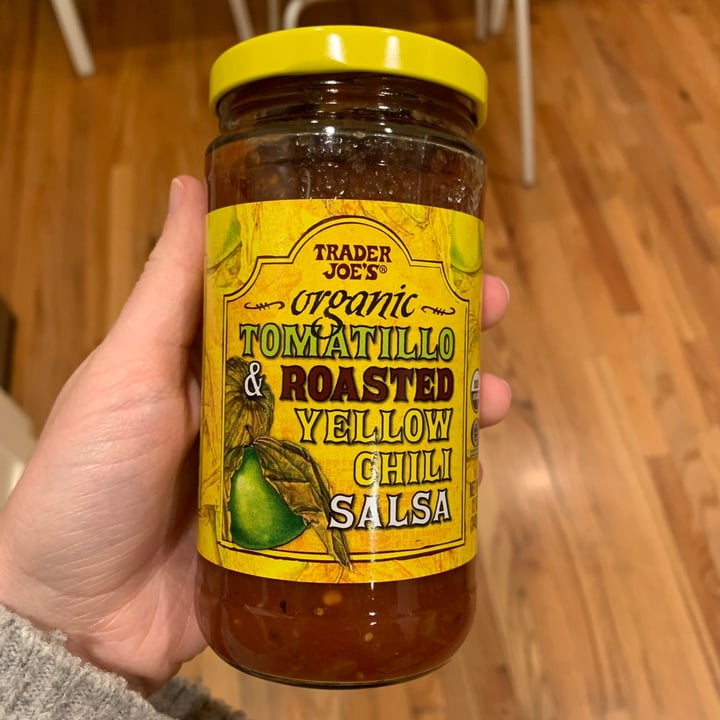 TRADER
JOE'S®
organic
TOMATILLO
& ROASTED
YELLOW
CHILI
SALSA